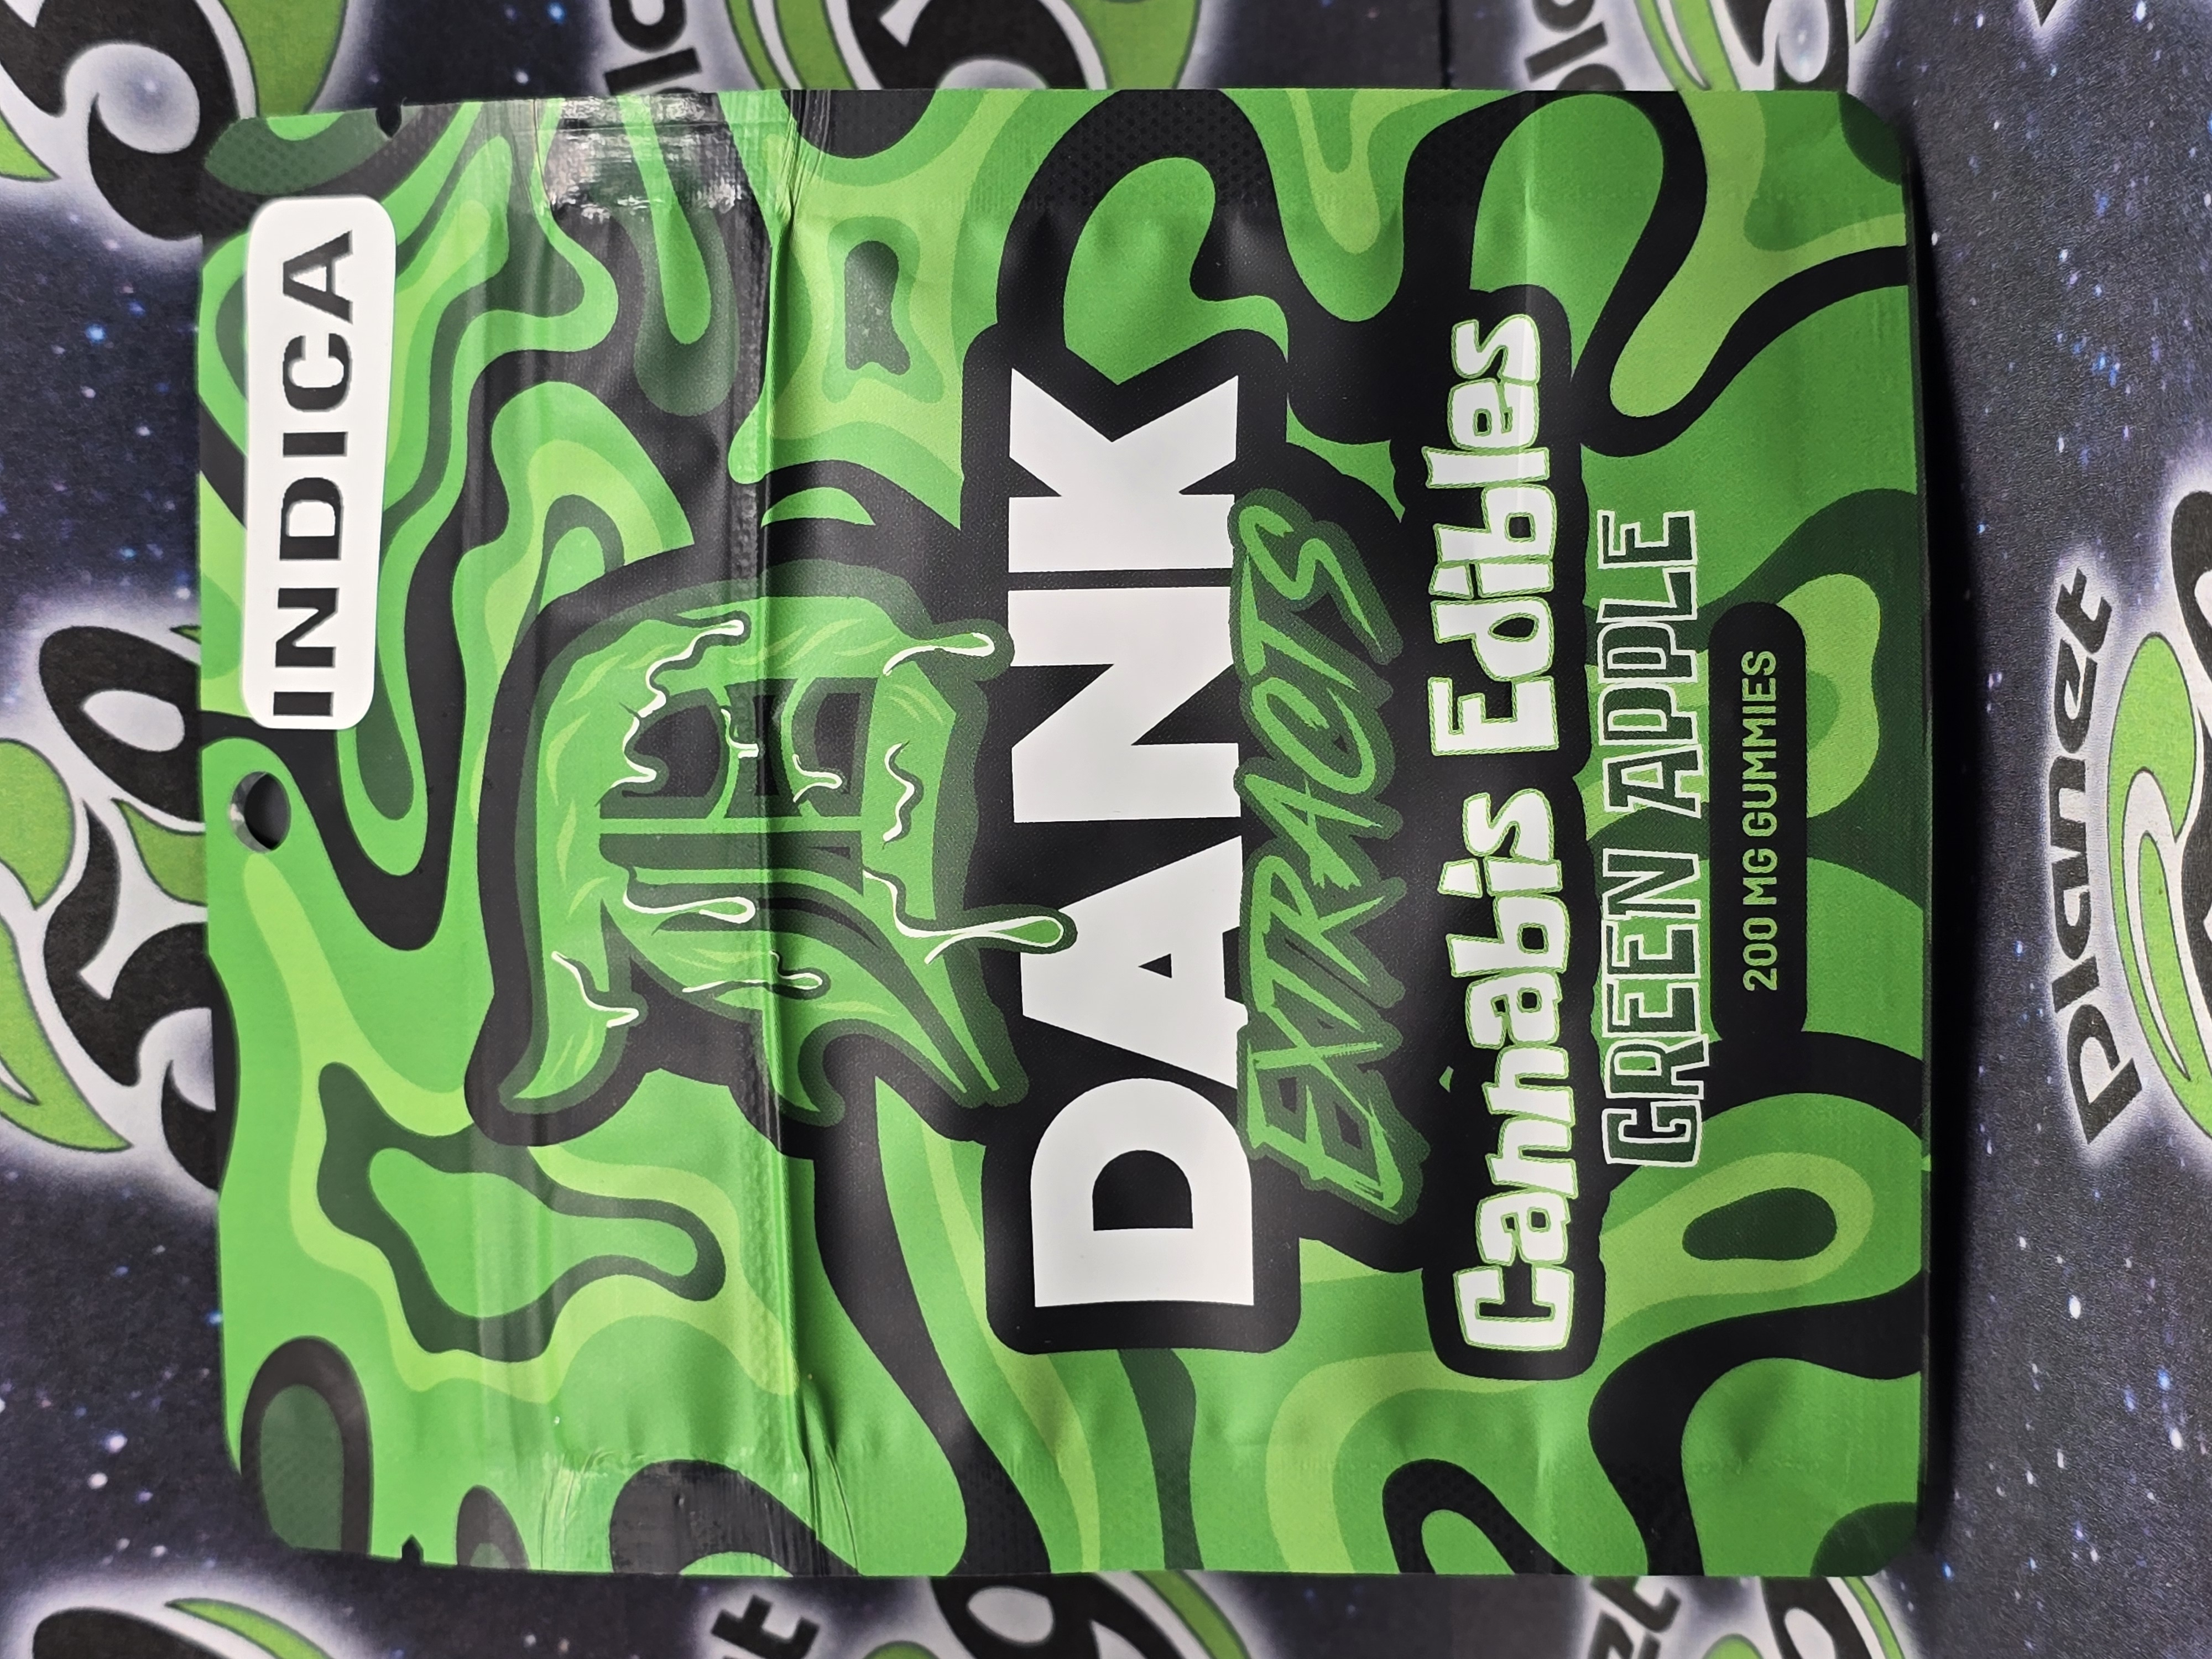 INDICA
DANK
EXTRACTS
Cannabis Edibles
GREEN APPLE
200 MG GUMMIES
planet